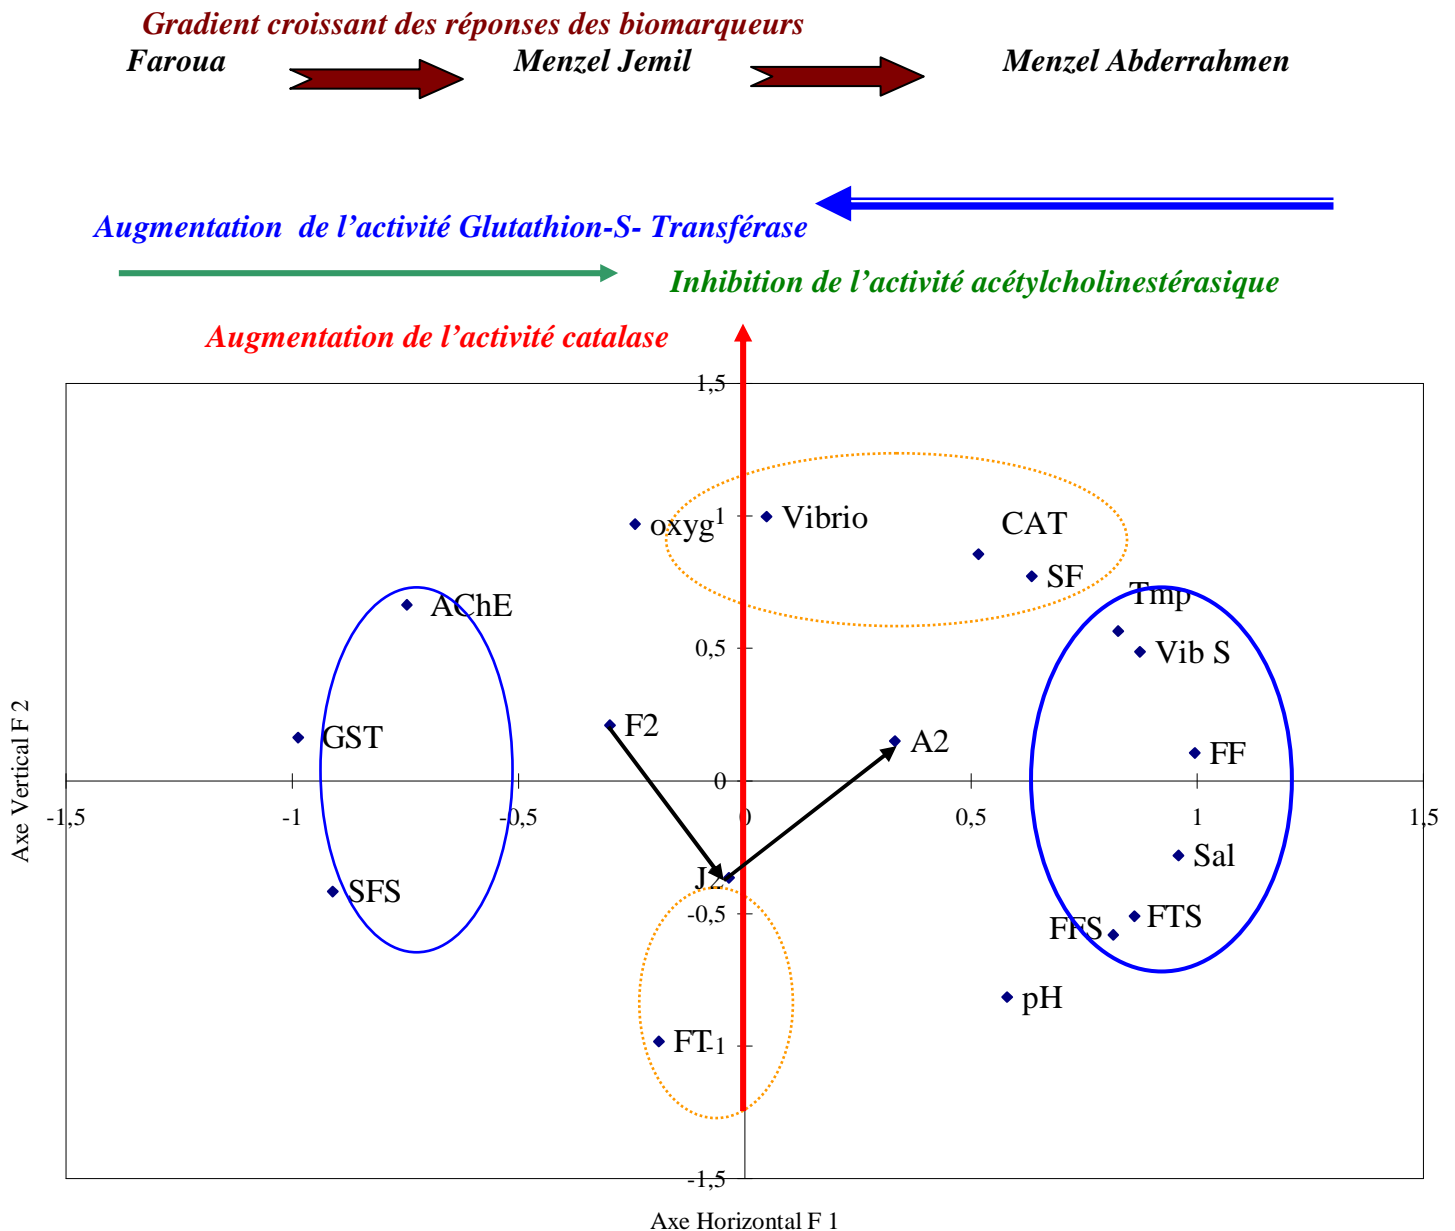 Gradient croissant des réponses des biomarqueurs
Faroua Menzel Jemil Menzel Abderrahmen
Augmentation de l’activité Glutathion-S- Transférase
Inhibition de l’activité acétylcholinestérasique
Augmentation de l’activité catalase
1,5
oxyg 1 Vibrio CAT
SF
Tmp
AChE
0,5 Vib S
F2
GST A2 FF
0
-1,5 -1 -0,5 0 0,5 1 1,5
Sal
J2
SFS
-0,5 FTS
FFS
pH
FT -1
-1,5
Axe Vertical F 2
Axe Horizontal F 1